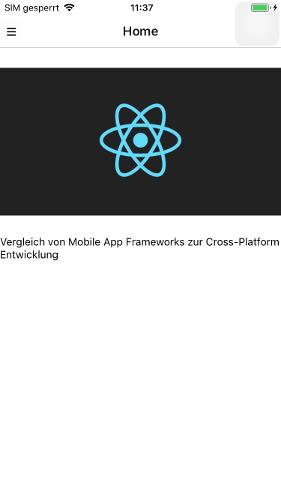 SIM gesperrt 11:37
Home
Vergleich von Mobile App Frameworks zur Cross-Platform
Entwicklung